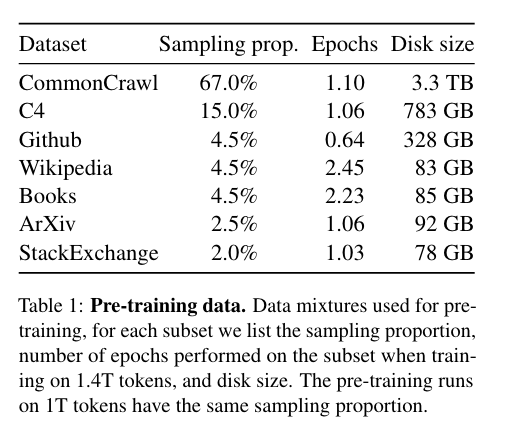 Dataset Sampling prop. Epochs Disk size
CommonCrawl 67.0% 1.10 3.3 TB
C4 15.0% 1.06 783 GB
Github 4.5% 0.64 328 GB
Wikipedia 4.5% 2.45 83 GB
Books 4.5% 2.23 85 GB
ArXiv 2.5% 1.06 92 GB
StackExchange 2.0% 1.03 78 GB
Table 1: Pre-training data. Data mixtures used for pre-
training, for each subset we list the sampling proportion,
number of epochs performed on the subset when train-
ing on 1.4T tokens, and disk size. The pre-training runs
on 1T tokens have the same sampling proportion.